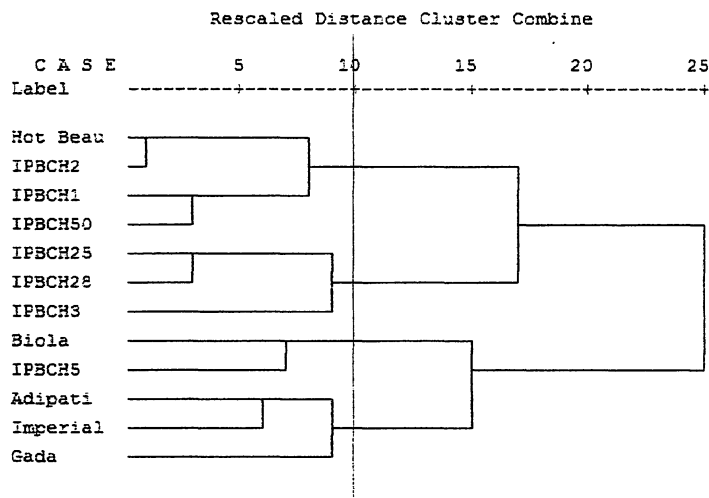 Rescaled Distance Cluster Combine
C A S E 5 10 15 20 25
Label
Hot Beau
IPBCH2
IPBCH1
IPBCH50
IPBCH25
IPBCH28
IPBCH3
Biola
IPBCH5
Adipati
Imperial
Gada